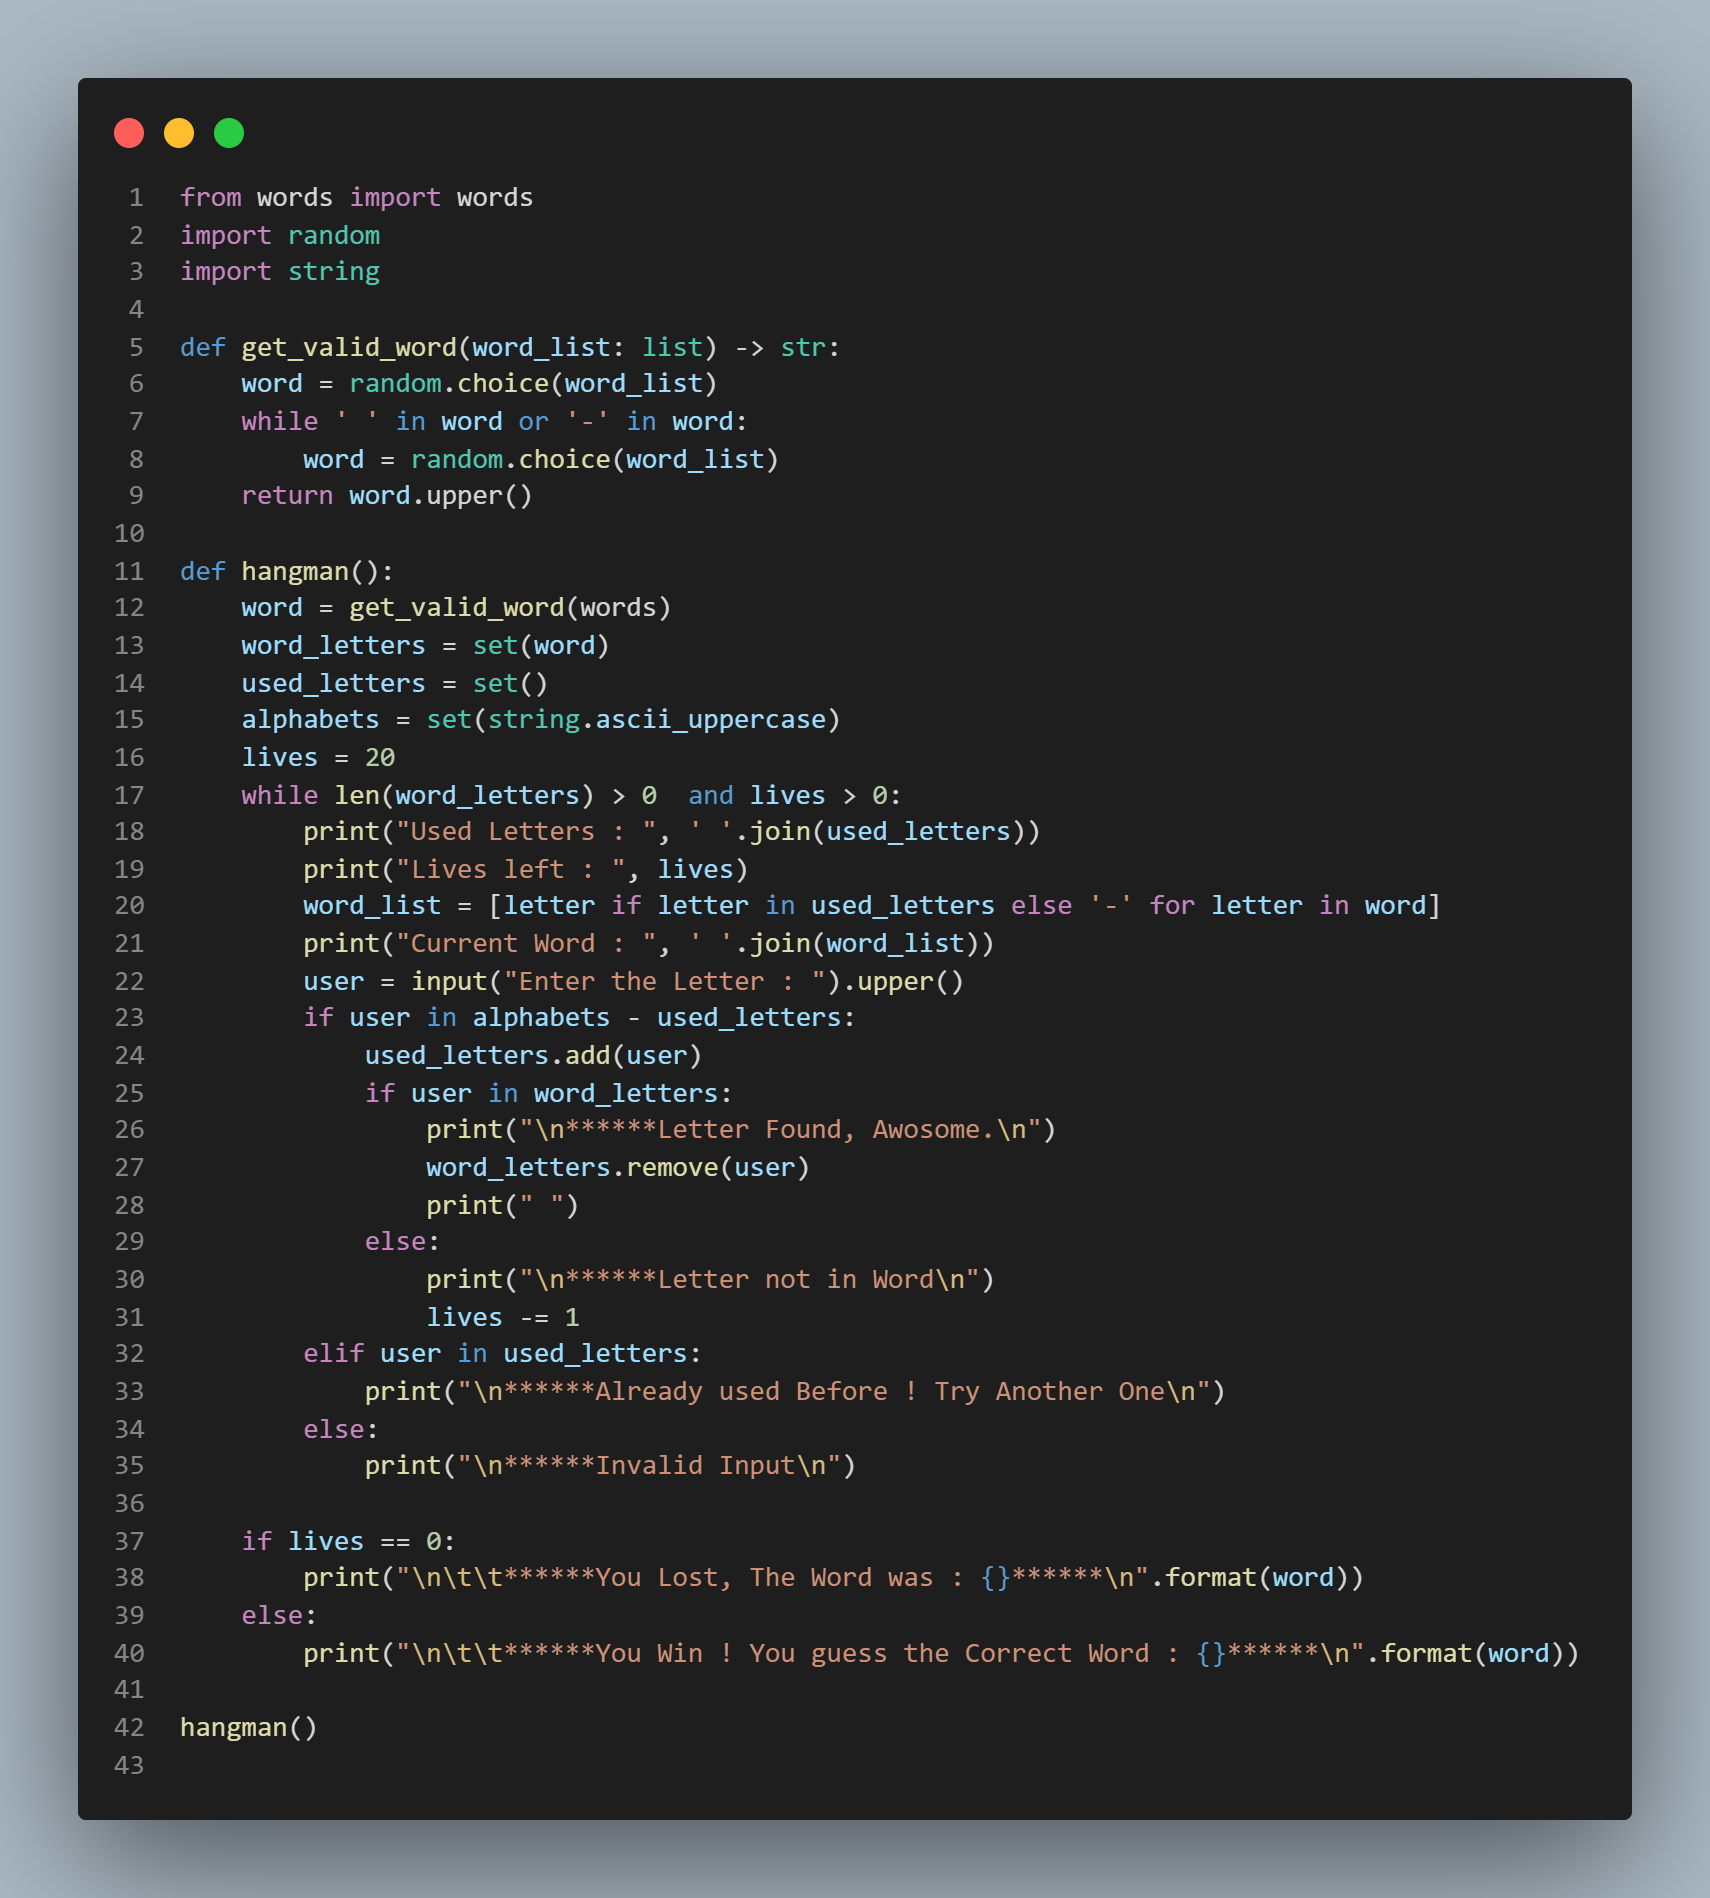 1 from words import words
2 import random
3 import string
4
5 def get_valid_word(word_list: list) -> str:
6     word = random.choice(word_list)
7     while ' ' in word or '-' in word:
8         word = random.choice(word_list)
9     return word.upper()
10
11 def hangman():
12     word = get_valid_word(words)
13     word_letters = set(word)
14     used_letters = set()
15     alphabets = set(string.ascii_uppercase)
16     lives = 20
17     while len(word_letters) > 0  and lives > 0:
18         print("Used Letters : ", ' '.join(used_letters))
19         print("Lives left : ", lives)
20         word_list = [letter if letter in used_letters else '-' for letter in word]
21         print("Current Word : ", ' '.join(word_list))
22         user = input("Enter the Letter : ").upper()
23         if user in alphabets - used_letters:
24             used_letters.add(user)
25             if user in word_letters:
26                 print("\n******Letter Found, Awosome.\n")
27                 word_letters.remove(user)
28                 print(" ")
29             else:
30                 print("\n******Letter not in Word\n")
31                 lives -= 1
32         elif user in used_letters:
33             print("\n******Already used Before ! Try Another One\n")
34         else:
35             print("\n******Invalid Input\n")
36
37     if lives == 0:
38         print("\n\t\t******You Lost, The Word was : {}******\n".format(word))
39     else:
40         print("\n\t\t******You Win ! You guess the Correct Word : {}******\n".format(word))
41
42 hangman()
43